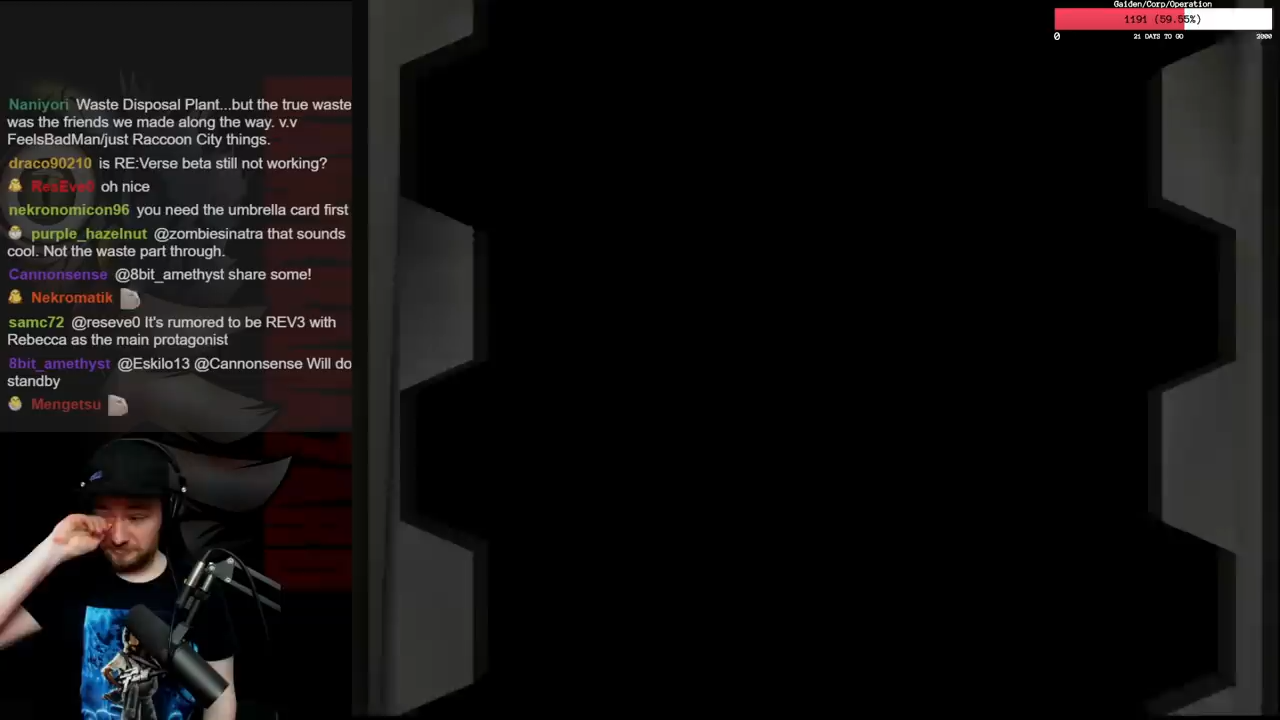 Gaiden/Corp/Operation
1191 (59.55%)
0 21 DAYS TO GO 2000
Naniyori Waste Disposal Plant...but the true waste
was the friends we made along the way. v.v
FeelsBadMan/just Raccoon City things.
draco90210 is RE:Verse beta still not working?
ResEve0 oh nice
nekronomicon96 you need the umbrella card first
purple_hazelnut @zombiesinatra that sounds
cool. Not the waste part through.
Cannonsense @8bit_amethyst share some!
Nekromatik
samc72 @reseve0 It's rumored to be REV3 with
Rebecca as the main protagonist
8bit_amethyst @Eskilo13 @Cannonsense Will do
standby
Mengetsu